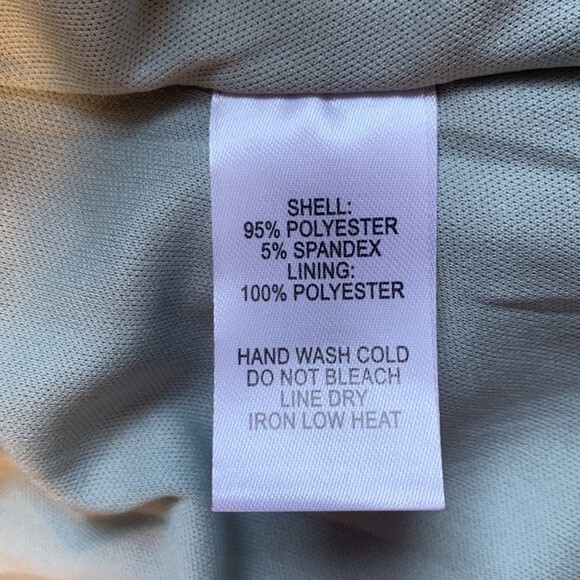 SHELL:
95% POLYESTER
5% SPANDEX
LINING:
100% POLYESTER
HAND WASH COLD
DO NOT BLEACH
LINE DRY
IRON LOW HEAT